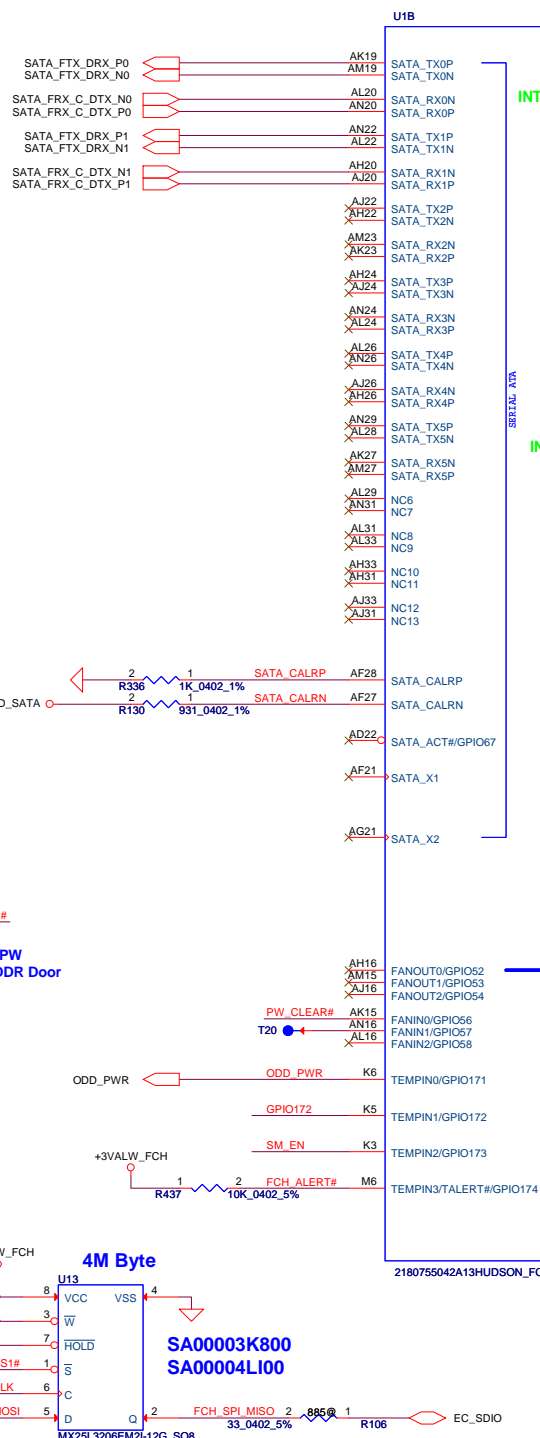 U1B
SATA_FTX_DRX_P0 AK19 SATA_TX0P
SATA_FTX_DRX_N0 AM19 SATA_TX0N
INT
SATA_FRX_C_DTX_N0 AL20 SATA_RX0N
SATA_FRX_C_DTX_P0 AN20 SATA_RX0P
SATA_FTX_DRX_P1 AN22 SATA_TX1P
SATA_FTX_DRX_N1 AL22 SATA_TX1N
SATA_FRX_C_DTX_N1 AH20 SATA_RX1N
SATA_FRX_C_DTX_P1 AJ20 SATA_RX1P
AJ22 SATA_TX2P
AH22 SATA_TX2N
AM23 SATA_RX2N
AK23 SATA_RX2P
AH24 SATA_TX3P
AJ24 SATA_TX3N
AN24 SATA_RX3N
AL24 SATA_RX3P
AL26 SATA_TX4P
AN26 SATA_TX4N
AJ26 SATA_RX4N
AH26 SATA_RX4P
SERIAL ATA
AN29 SATA_TX5P
AL28 SATA_TX5N
IN
AK27 SATA_RX5N
AM27 SATA_RX5P
AL29 NC6
AN31 NC7
AL31 NC8
AL33 NC9
AH33 NC10
AH31 NC11
AJ33 NC12
AJ31 NC13
2 1 SATA_CALRP AF28 SATA_CALRP
R336 1K_0402_1%
D_SATA 2 1 SATA_CALRN AF27 SATA_CALRN
R130 931_0402_1%
AD22 SATA_ACT#/GPIO67
AF21 SATA_X1
AG21 SATA_X2
#
PW
DDR Door
AH16 FANOUT0/GPIO52
AM15 FANOUT1/GPIO53
AJ16 FANOUT2/GPIO54
PW_CLEAR# AK15 FANIN0/GPIO56
T20 AN16 FANIN1/GPIO57
AL16 FANIN2/GPIO58
ODD_PWR ODD_PWR K6 TEMPIN0/GPIO171
GPIO172 K5 TEMPIN1/GPIO172
SM_EN K3 TEMPIN2/GPIO173
+3VALW_FCH
1 2 FCH_ALERT# M6 TEMPIN3/TALERT#/GPIO174
R437 10K_0402_5%
W_FCH
4M Byte
2180755042A13HUDSON_FC
U13
8 VCC VSS 4
3 W
7 HOLD
SA00003K800
S1# 1 S
SA00004LI00
LK 6 C
MOSI 5 D Q 2 FCH_SPI_MISO 2 885@ 1 EC_SDIO
33_0402_5% R106
MX25L3206EM2I-12G_SO8